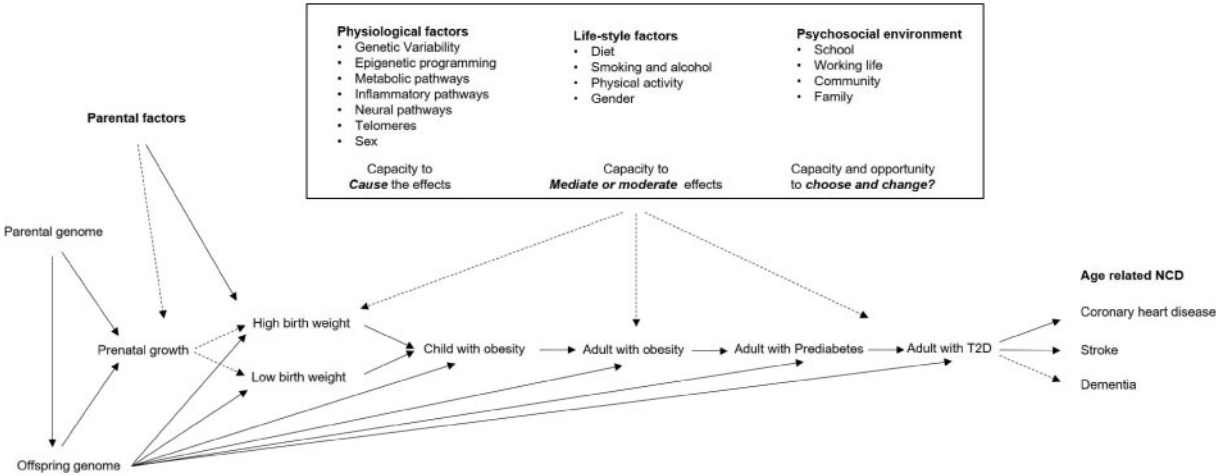 Physiological factors
• Genetic Variability
• Epigenetic programming
• Metabolic pathways
• Inflammatory pathways
• Neural pathways
• Telomeres
• Sex
Capacity to
Cause the effects
Life-style factors
• Diet
• Smoking and alcohol
• Physical activity
• Gender
Capacity to
Mediate or moderate effects
Psychosocial environment
• School
• Working life
• Community
• Family
Capacity and opportunity
to choose and change?
Parental factors
Parental genome
Prenatal growth
Offspring genome
High birth weight
Low birth weight
Child with obesity
Adult with obesity
Adult with Prediabetes
Adult with T2D
Age related NCD
Coronary heart disease
Stroke
Dementia